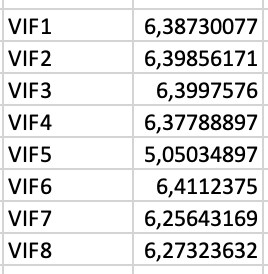 VIF1 6,38730077
VIF2 6,39856171
VIF3 6,3997576
VIF4 6,37788897
VIF5 5,05034897
VIF6 6,4112375
VIF7 6,25643169
VIF8 6,27323632